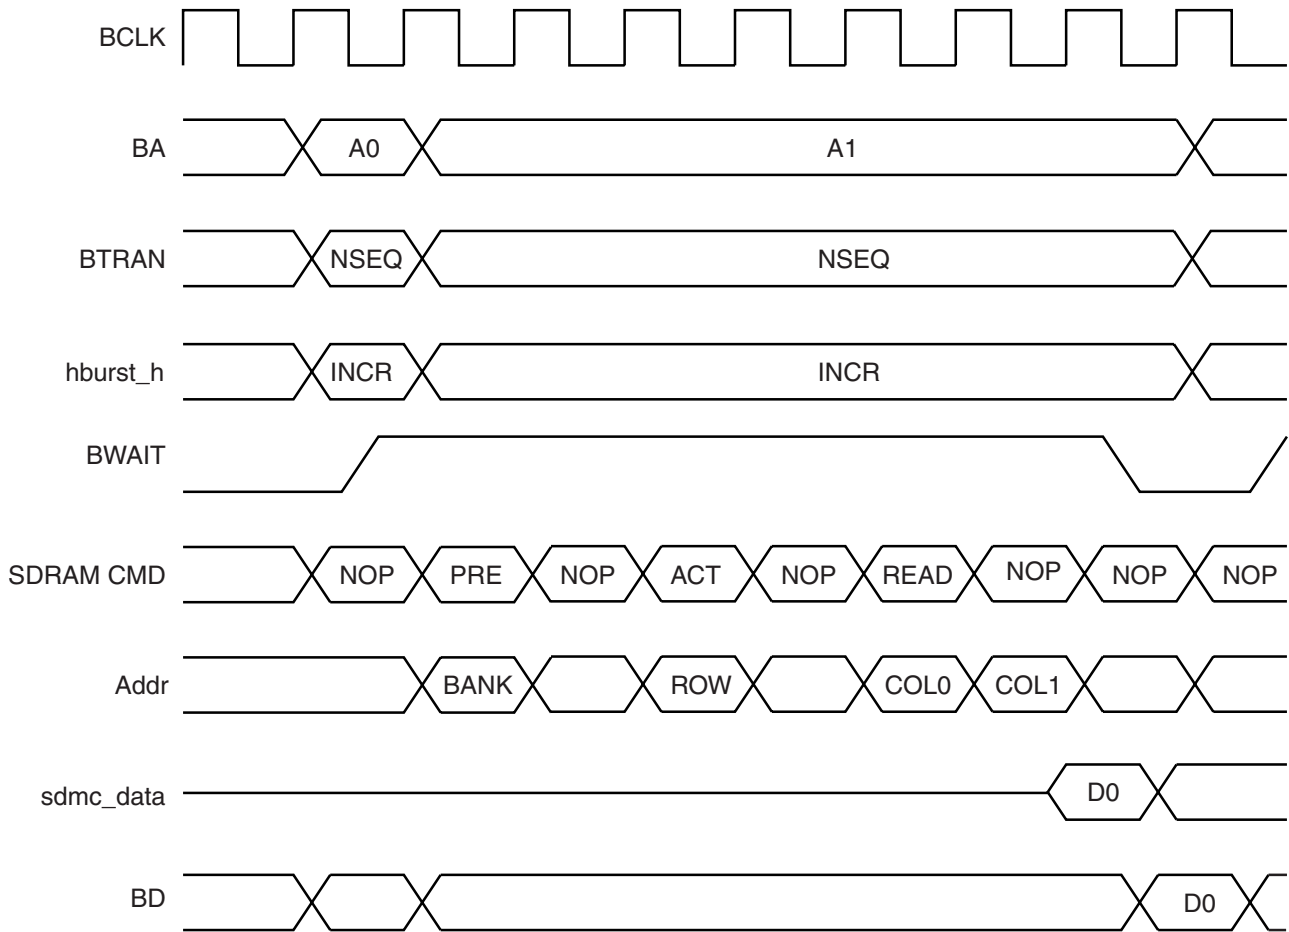 BCLK
BA A0 A1
BTRAN NSEQ NSEQ
hburst_h INCR INCR
BWAIT
SDRAM CMD NOP PRE NOP ACT NOP READ NOP NOP NOP
Addr BANK ROW COL0 COL1
sdmc_data D0
BD D0